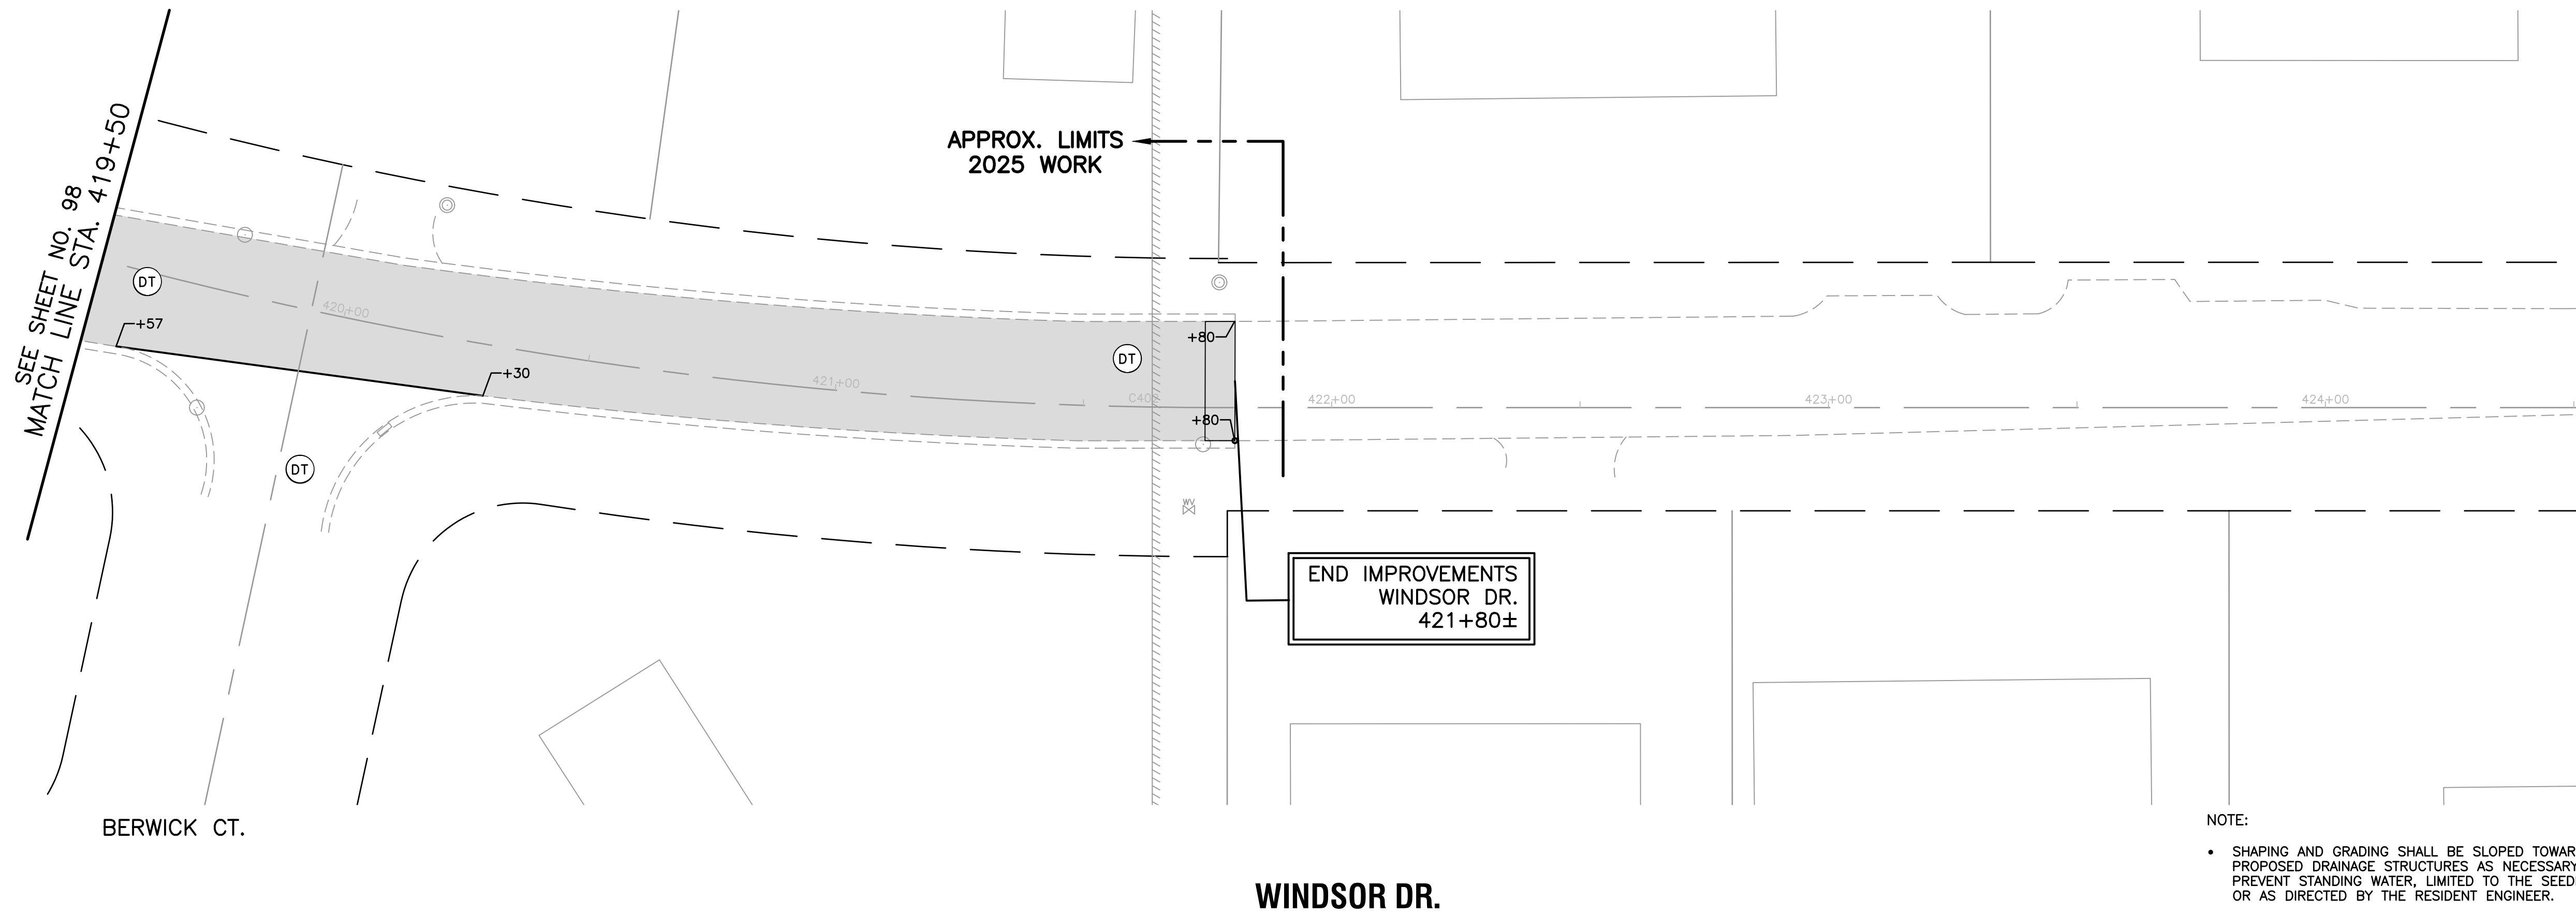 SEE SHEET NO. 98
MATCH LINE STA. 419+50
APPROX. LIMITS
2025 WORK
DT
+57
420+00
+30
421+00
DT
+80
+80
422+00
423+00
424+00
DT
WV
END IMPROVEMENTS
WINDSOR DR.
421+80±
BERWICK CT.
NOTE:
• SHAPING AND GRADING SHALL BE SLOPED
PROPOSED DRAINAGE STRUCTURES AS NECESSARY
PREVENT STANDING WATER, LIMITED TO THE
OR AS DIRECTED BY THE RESIDENT ENGINEER.
WINDSOR DR.